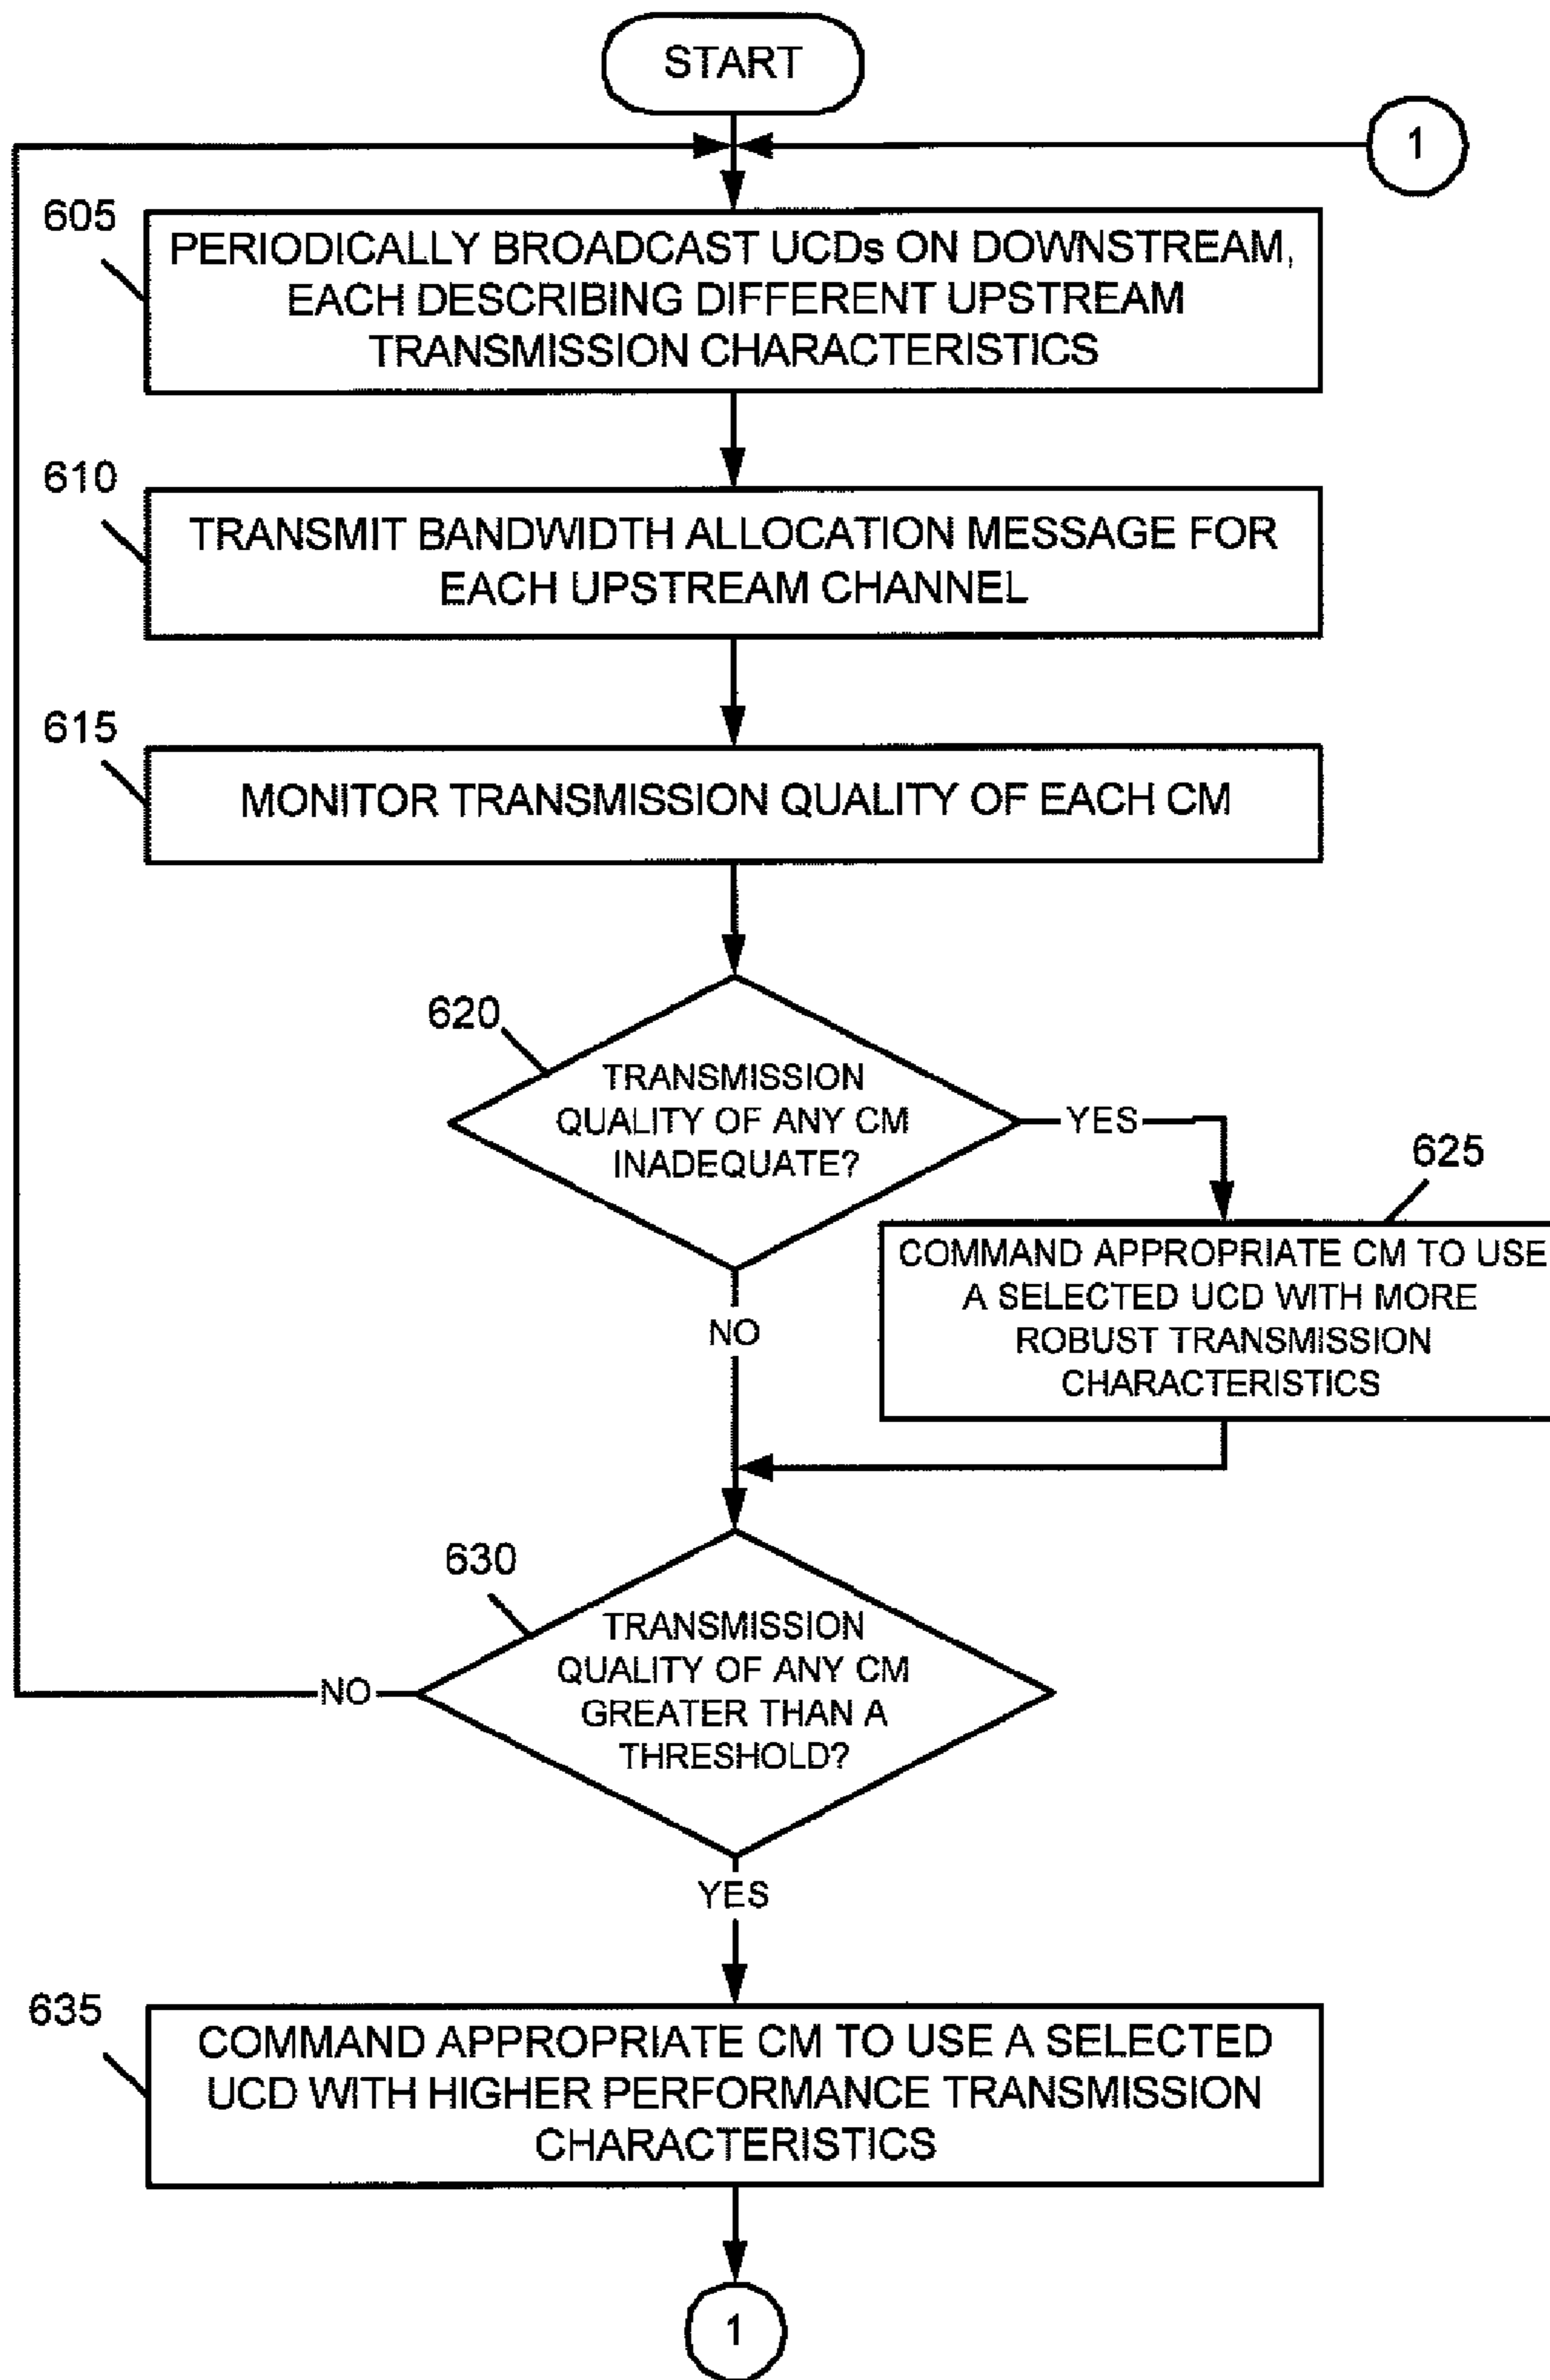 START
1
605
PERIODICALLY BROADCAST UCDs ON DOWNSTREAM,
EACH DESCRIBING DIFFERENT UPSTREAM
TRANSMISSION CHARACTERISTICS
610
TRANSMIT BANDWIDTH ALLOCATION MESSAGE FOR
EACH UPSTREAM CHANNEL
615
MONITOR TRANSMISSION QUALITY OF EACH CM
620
TRANSMISSION
QUALITY OF ANY CM
INADEQUATE?
YES
625
COMMAND APPROPRIATE CM TO USE
A SELECTED UCD WITH MORE
ROBUST TRANSMISSION
CHARACTERISTICS
NO
630
TRANSMISSION
QUALITY OF ANY CM
GREATER THAN A
THRESHOLD?
NO
YES
635
COMMAND APPROPRIATE CM TO USE A SELECTED
UCD WITH HIGHER PERFORMANCE TRANSMISSION
CHARACTERISTICS
1